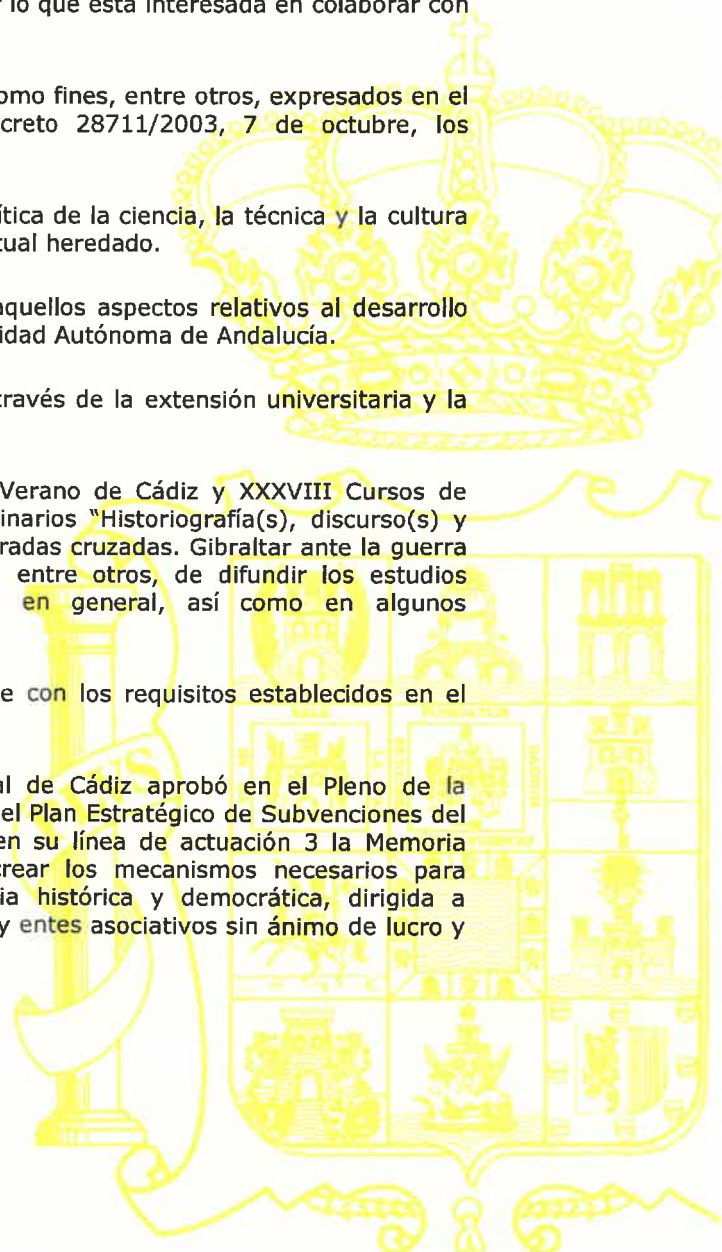 lo que está interesada en colaborar con
omo fines, entre otros, expresados en el
creto 28711/2003, 7 de octubre, los
ítica de la ciencia, la técnica y la cultura
tual heredado.
aquellos aspectos relativos al desarrollo
idad Autónoma de Andalucía.
través de la extensión universitaria y la
Verano de Cádiz y XXXVIII Cursos de
inarios "Historiografía(s), discurso(s) y
radas cruzadas. Gibraltar ante la guerra
entre otros, de difundir los estudios
en general, así como en algunos
e con los requisitos establecidos en el
al de Cádiz aprobó en el Pleno de la
el Plan Estratégico de Subvenciones del
en su línea de actuación 3 la Memoria
crear los mecanismos necesarios para
ia histórica y democrática, dirigida a
y entes asociativos sin ánimo de lucro y